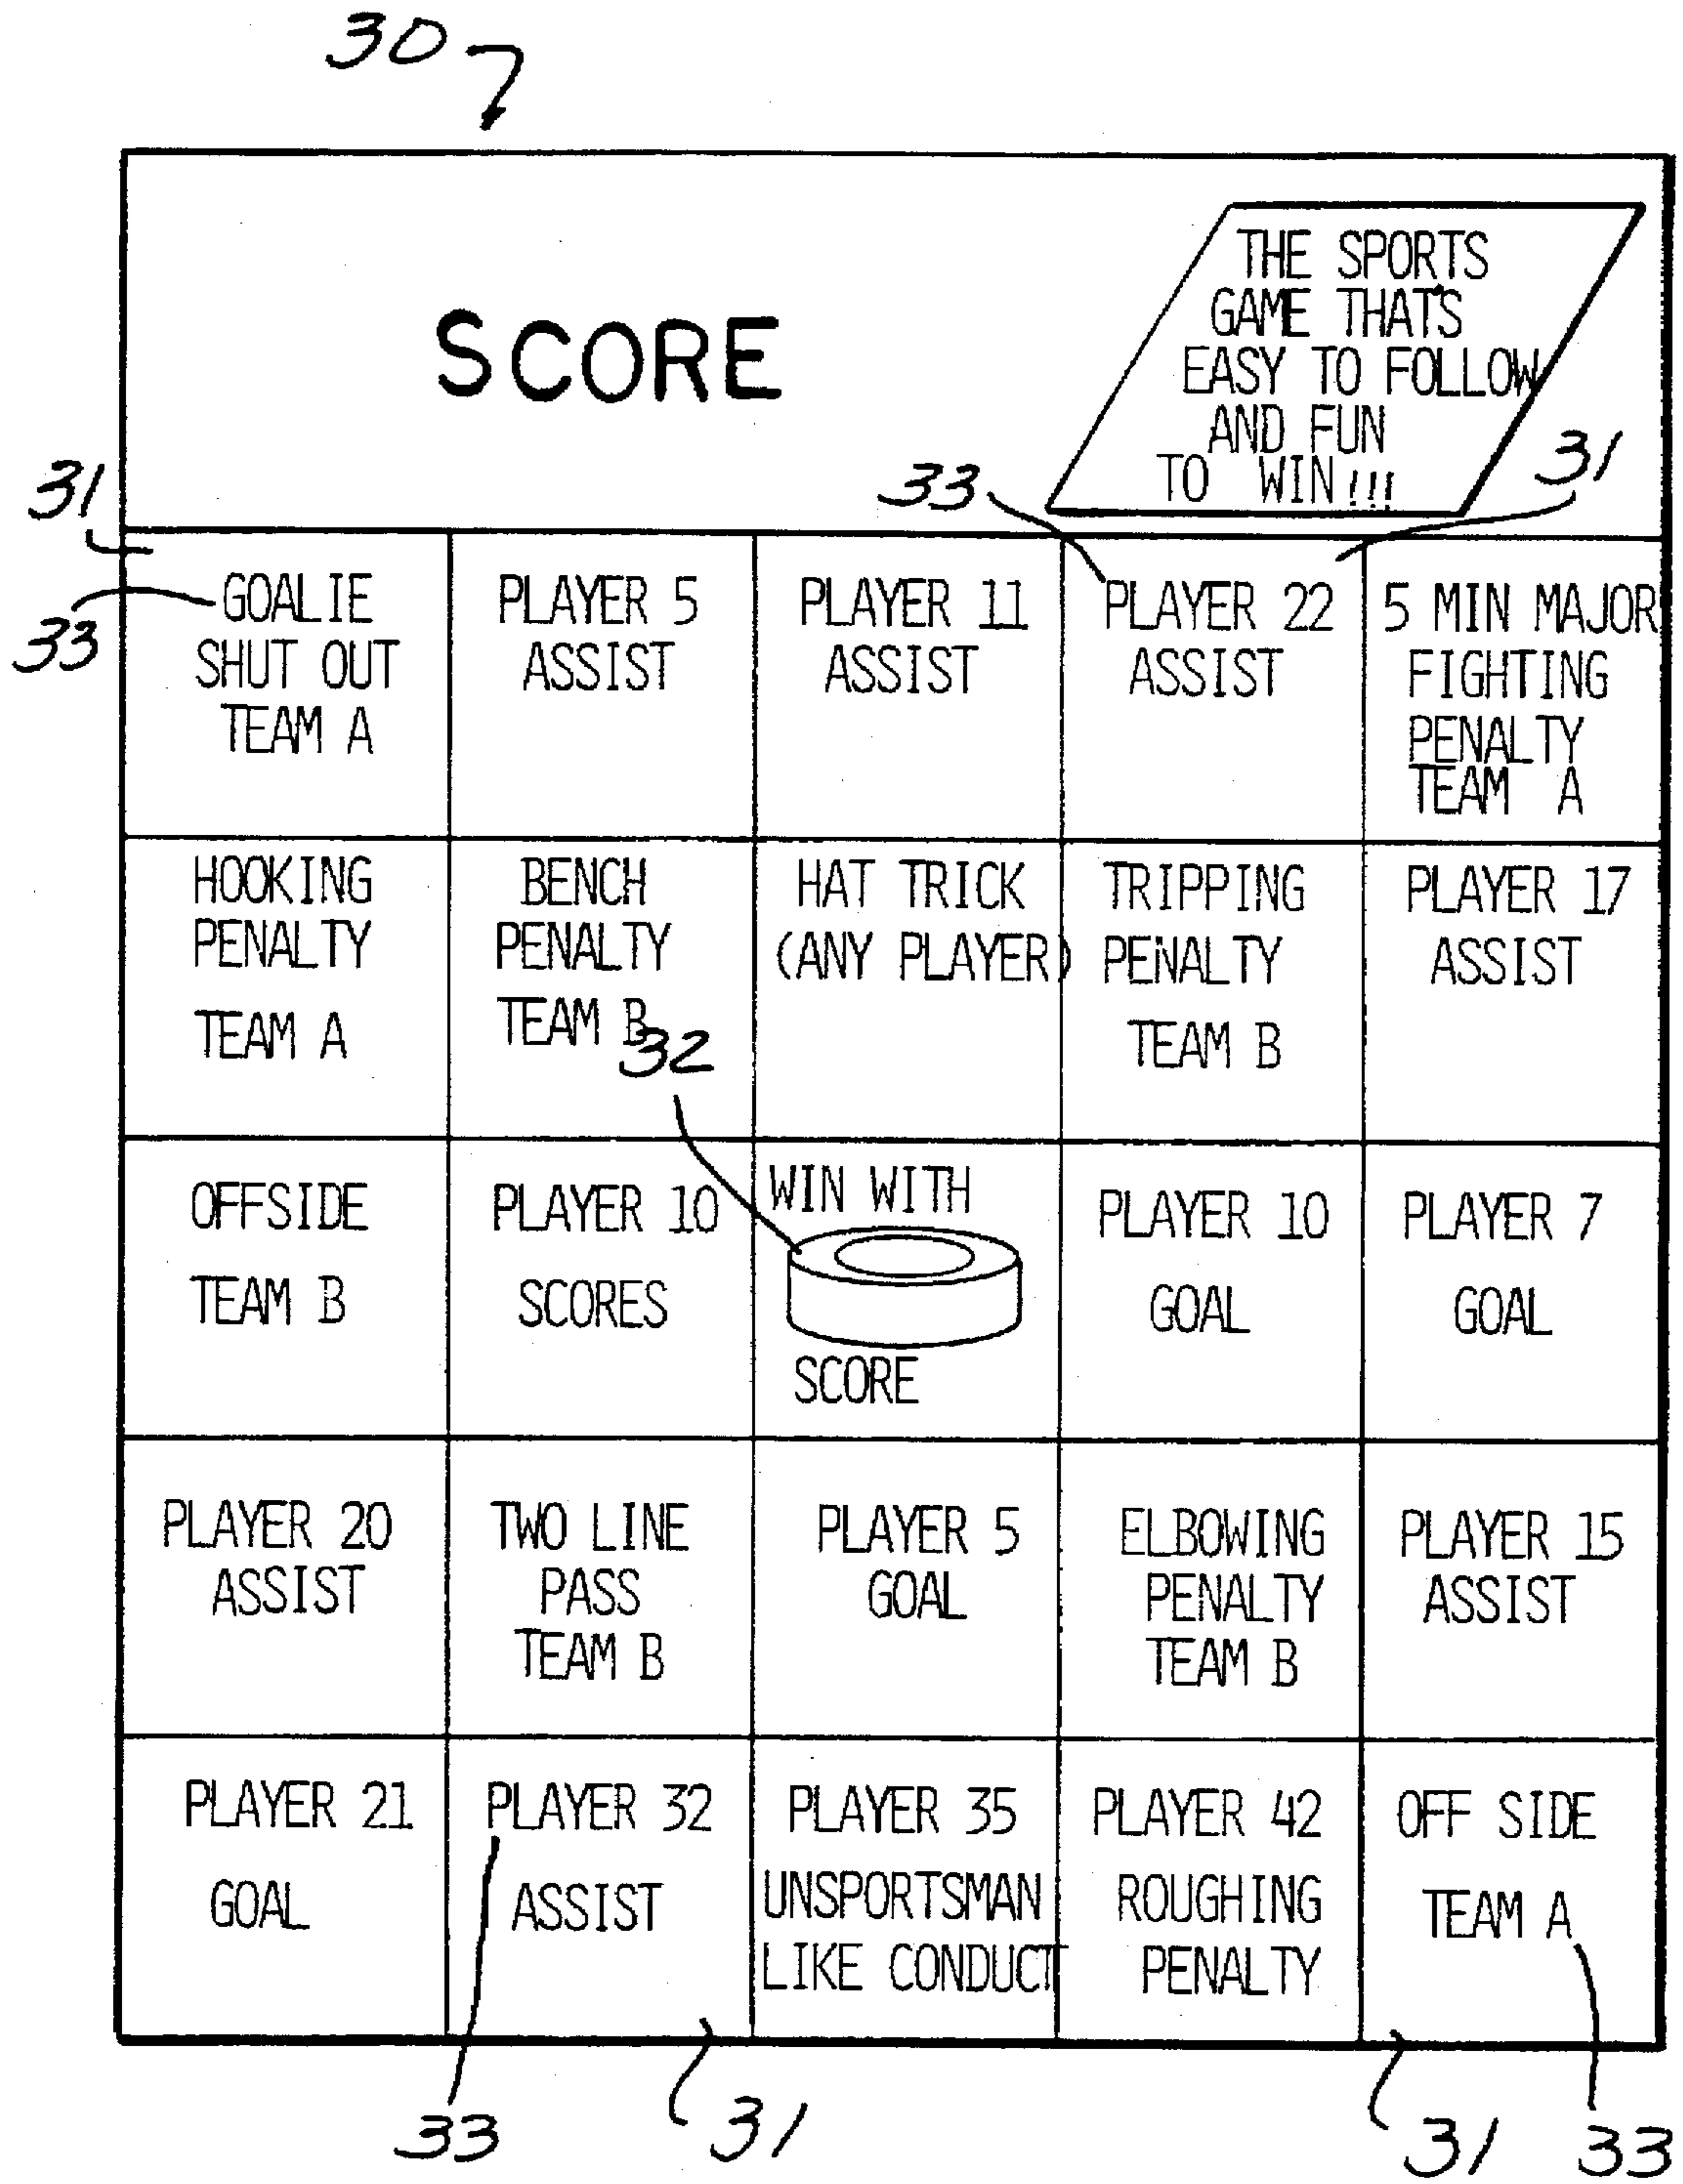 30
SCORE
THE SPORTS
GAME THAT'S
EASY TO FOLLOW
AND FUN
TO WIN!!!
31
33
31
33
GOALIE
SHUT OUT
TEAM A
PLAYER 5
ASSIST
PLAYER 11
ASSIST
PLAYER 22
ASSIST
5 MIN MAJOR
FIGHTING
PENALTY
TEAM A
HOOKING
PENALTY
TEAM A
BENCH
PENALTY
TEAM B
32
HAT TRICK
(ANY PLAYER)
TRIPPING
PENALTY
TEAM B
PLAYER 17
ASSIST
OFFSIDE
TEAM B
PLAYER 10
SCORES
WIN WITH
SCORE
PLAYER 10
GOAL
PLAYER 7
GOAL
PLAYER 20
ASSIST
TWO LINE
PASS
TEAM B
PLAYER 5
GOAL
ELBOWING
PENALTY
TEAM B
PLAYER 15
ASSIST
PLAYER 21
GOAL
PLAYER 32
ASSIST
PLAYER 35
UNSPORTSMAN
LIKE CONDUCT
PLAYER 42
ROUGHING
PENALTY
OFF SIDE
TEAM A
33
31
31
33